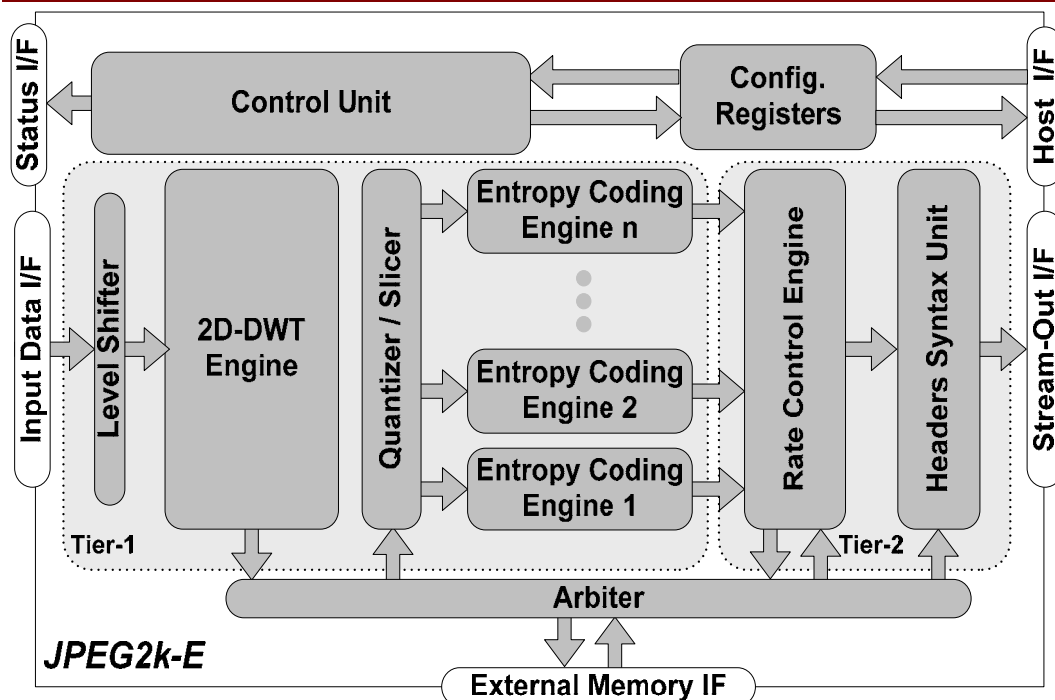 Status I/F
Control Unit
Config.
Registers
Host I/F
Input Data I/F
Level Shifter
2D-DWT
Engine
Quantizer / Slicer
Entropy Coding
Engine n
Entropy Coding
Engine 2
Entropy Coding
Engine 1
Rate Control Engine
Headers Syntax Unit
Stream-Out I/F
Tier-1
Tier-2
Arbiter
JPEG2k-E
External Memory IF